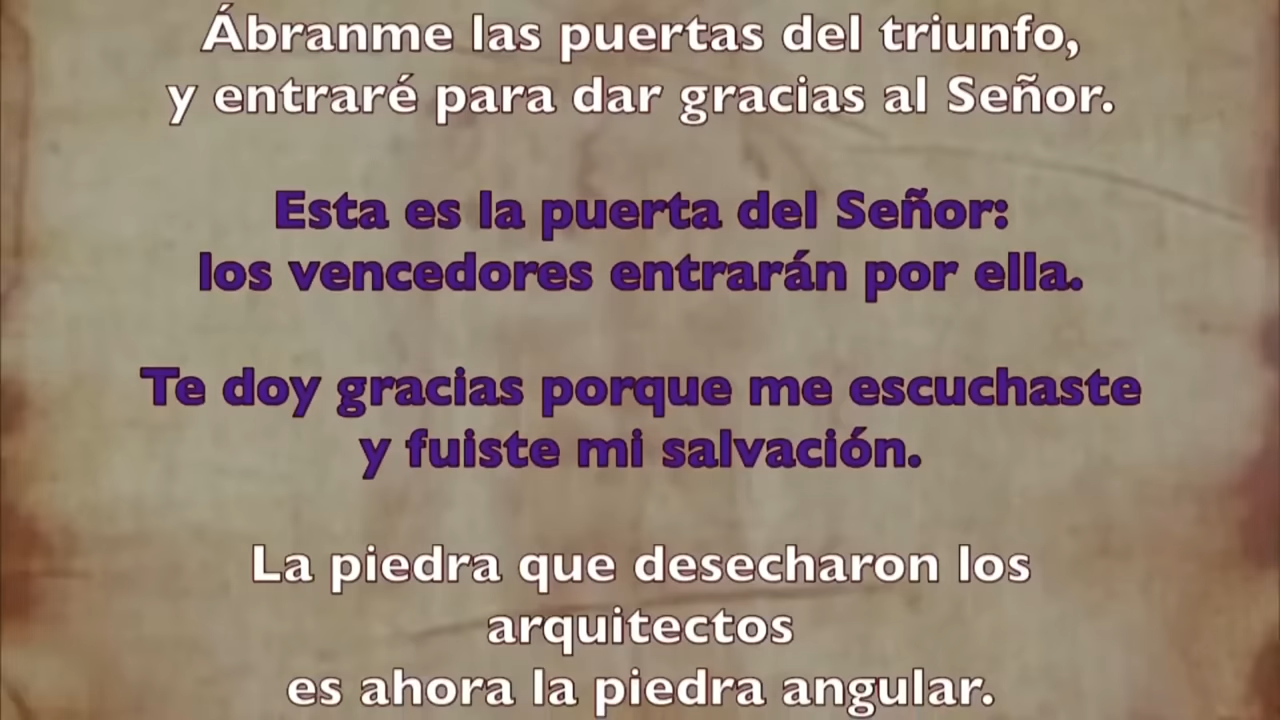 Ábranme las puertas del triunfo,
y entraré para dar gracias al Señor.
Esta es la puerta del Señor:
los vencedores entrarán por ella.
Te doy gracias porque me escuchaste
y fuiste mi salvación.
La piedra que desecharon los
arquitectos
es ahora la piedra angular.